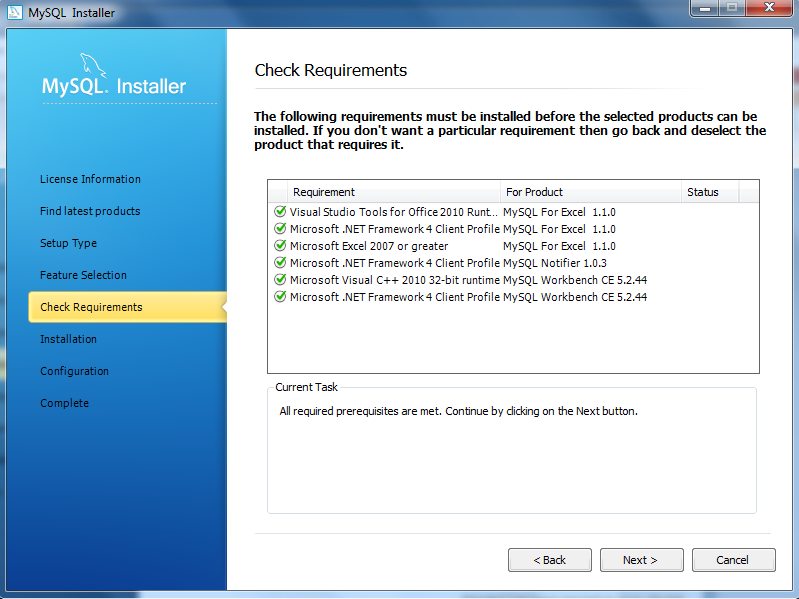 MySQL Installer
MySQL. Installer
License Information
Find latest products
Setup Type
Feature Selection
Check Requirements
Installation
Configuration
Complete
Check Requirements
The following requirements must be installed before the selected products can be
installed. If you don't want a particular requirement then go back and deselect the
product that requires it.
Requirement For Product Status
Visual Studio Tools for Office 2010 Runt... MySQL For Excel 1.1.0
Microsoft .NET Framework 4 Client Profile MySQL For Excel 1.1.0
Microsoft Excel 2007 or greater MySQL For Excel 1.1.0
Microsoft .NET Framework 4 Client Profile MySQL Notifier 1.0.3
Microsoft Visual C++ 2010 32-bit runtime MySQL Workbench CE 5.2.44
Microsoft .NET Framework 4 Client Profile MySQL Workbench CE 5.2.44
Current Task
All required prerequisites are met. Continue by clicking on the Next button.
< Back Next > Cancel